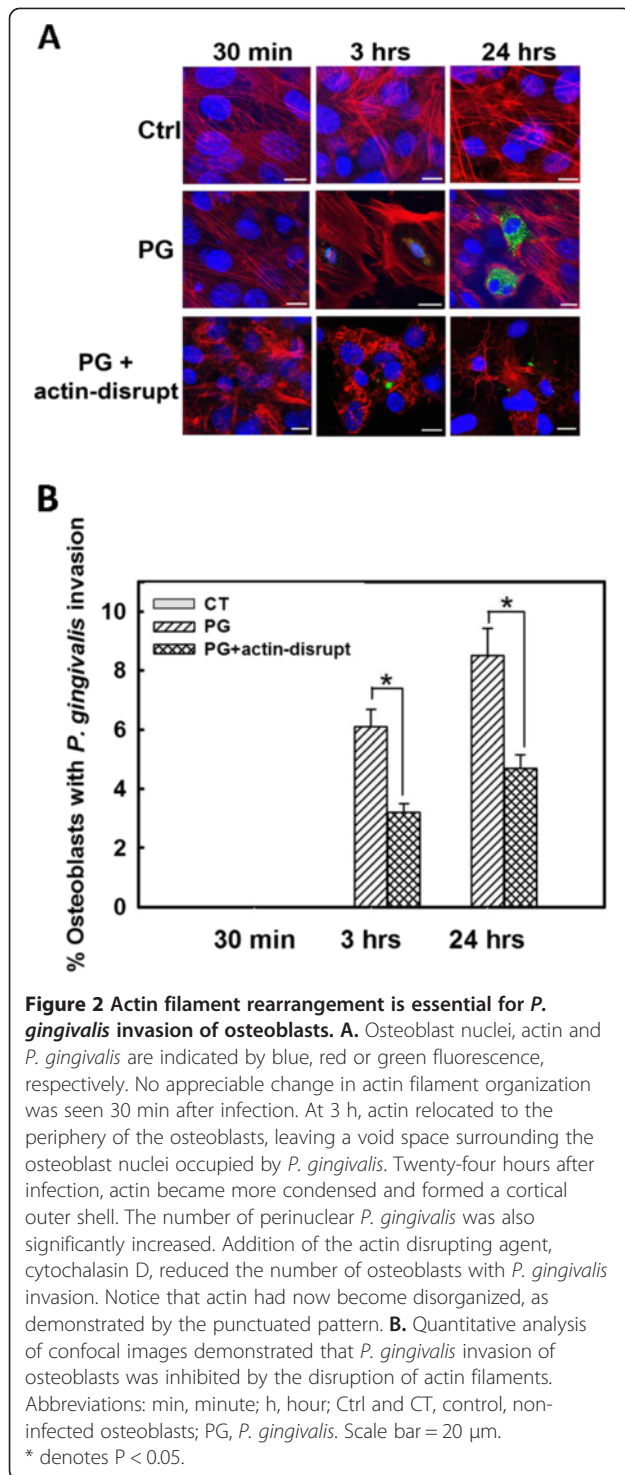 A
30 min 3 hrs 24 hrs
Ctrl
PG
PG +
actin-disrupt
B
% Osteoblasts with P. gingivalis invasion
10
8
6
4
2
0
CT
PG
PG+actin-disrupt
*
*
30 min 3 hrs 24 hrs
Figure 2 Actin filament rearrangement is essential for P.
gingivalis invasion of osteoblasts. A. Osteoblast nuclei, actin and
P. gingivalis are indicated by blue, red or green fluorescence,
respectively. No appreciable change in actin filament organization
was seen 30 min after infection. At 3 h, actin relocated to the
periphery of the osteoblasts, leaving a void space surrounding the
osteoblast nuclei occupied by P. gingivalis. Twenty-four hours after
infection, actin became more condensed and formed a cortical
outer shell. The number of perinuclear P. gingivalis was also
significantly increased. Addition of the actin disrupting agent,
cytochalasin D, reduced the number of osteoblasts with P. gingivalis
invasion. Notice that actin had now become disorganized, as
demonstrated by the punctuated pattern. B. Quantitative analysis
of confocal images demonstrated that P. gingivalis invasion of
osteoblasts was inhibited by the disruption of actin filaments.
Abbreviations: min, minute; h, hour; Ctrl and CT, control, non-
infected osteoblasts; PG, P. gingivalis. Scale bar = 20 μm.
* denotes P < 0.05.